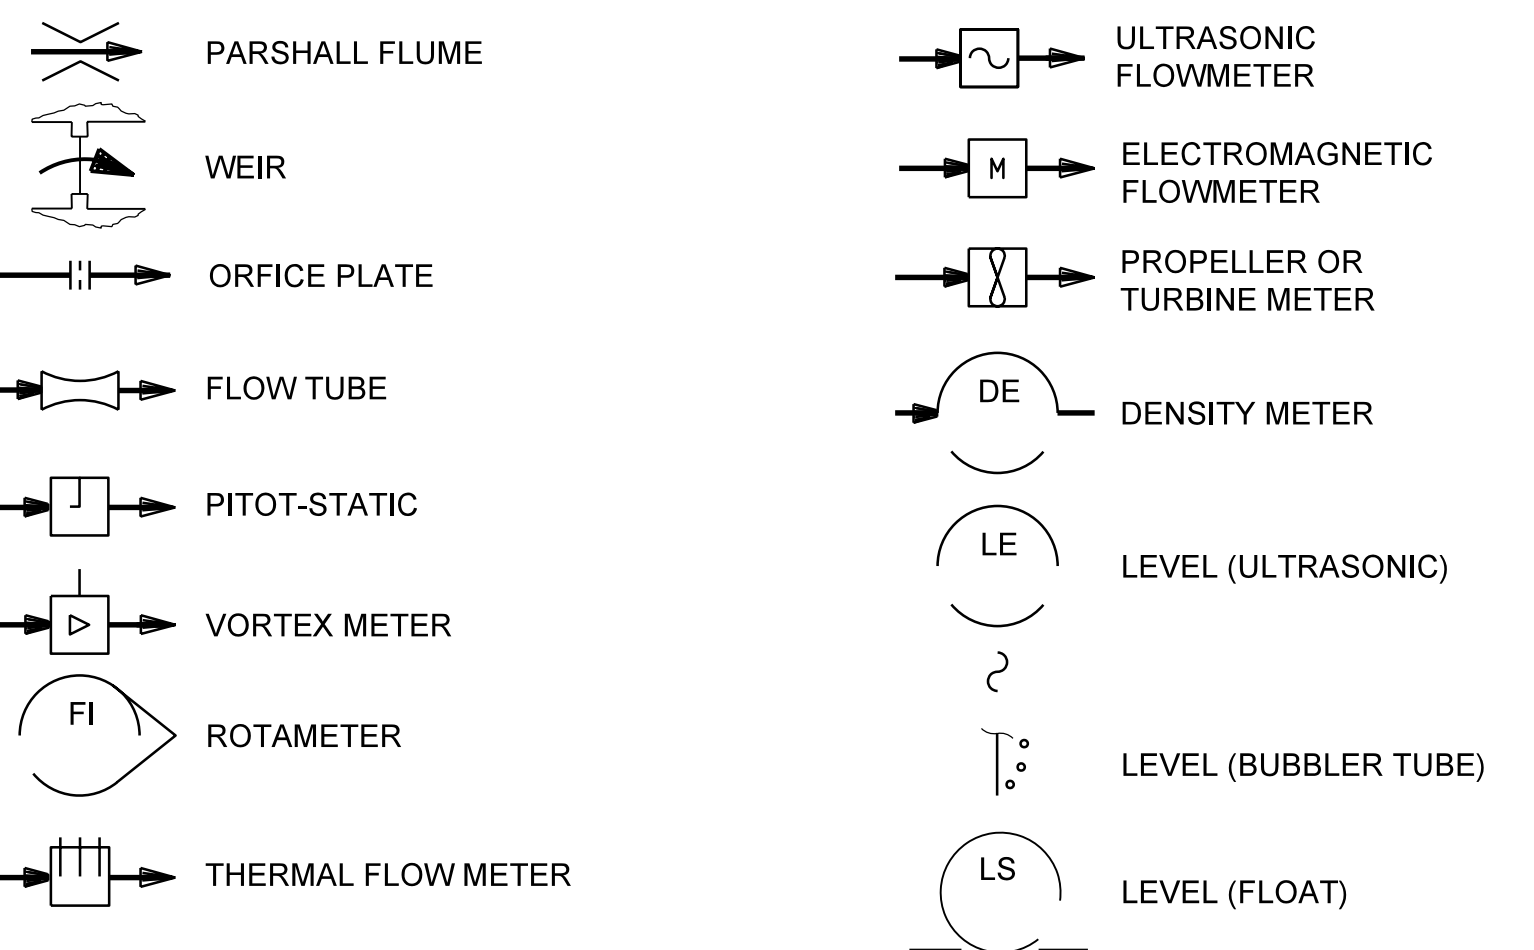 PARSHALL FLUME
WEIR
ORFICE PLATE
FLOW TUBE
PITOT-STATIC
VORTEX METER
FI
ROTAMETER
THERMAL FLOW METER
ULTRASONIC
FLOWMETER
M
ELECTROMAGNETIC
FLOWMETER
PROPELLER OR
TURBINE METER
DE
DENSITY METER
LE
LEVEL (ULTRASONIC)
LEVEL (BUBBLER TUBE)
LS
LEVEL (FLOAT)